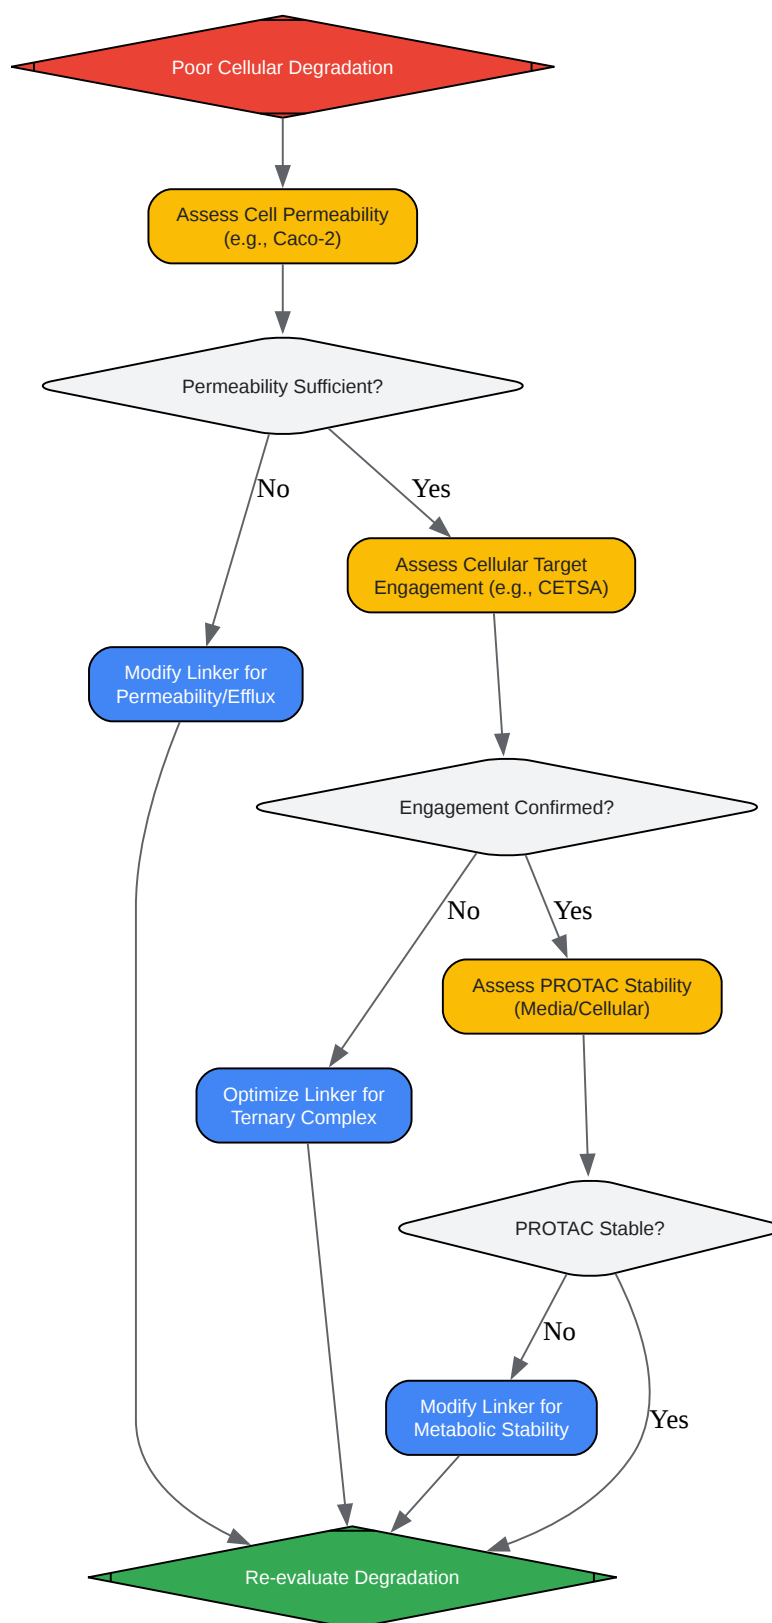 Poor Cellular Degradation
Assess Cell Permeability
(e.g., Caco-2)
Permeability Sufficient?
No
Yes
Assess Cellular Target
Engagement (e.g., CETSA)
Modify Linker for
Permeability/Efflux
Engagement Confirmed?
No
Yes
Assess PROTAC Stability
(Media/Cellular)
Optimize Linker for
Ternary Complex
PROTAC Stable?
No
Yes
Modify Linker for
Metabolic Stability
Re-evaluate Degradation